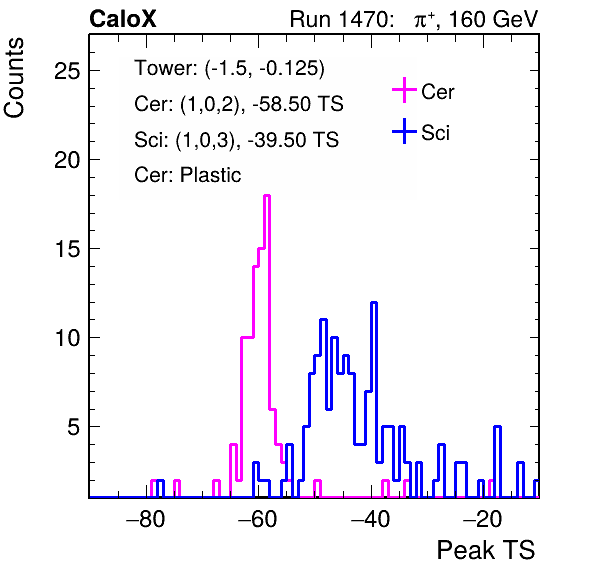 CaloX Run 1470: π⁺, 160 GeV
Counts
Tower: (-1.5, -0.125)
Cer: (1,0,2), -58.50 TS
Sci: (1,0,3), -39.50 TS
Cer: Plastic
Cer
Sci
25
20
15
10
5
−80 −60 −40 −20
Peak TS